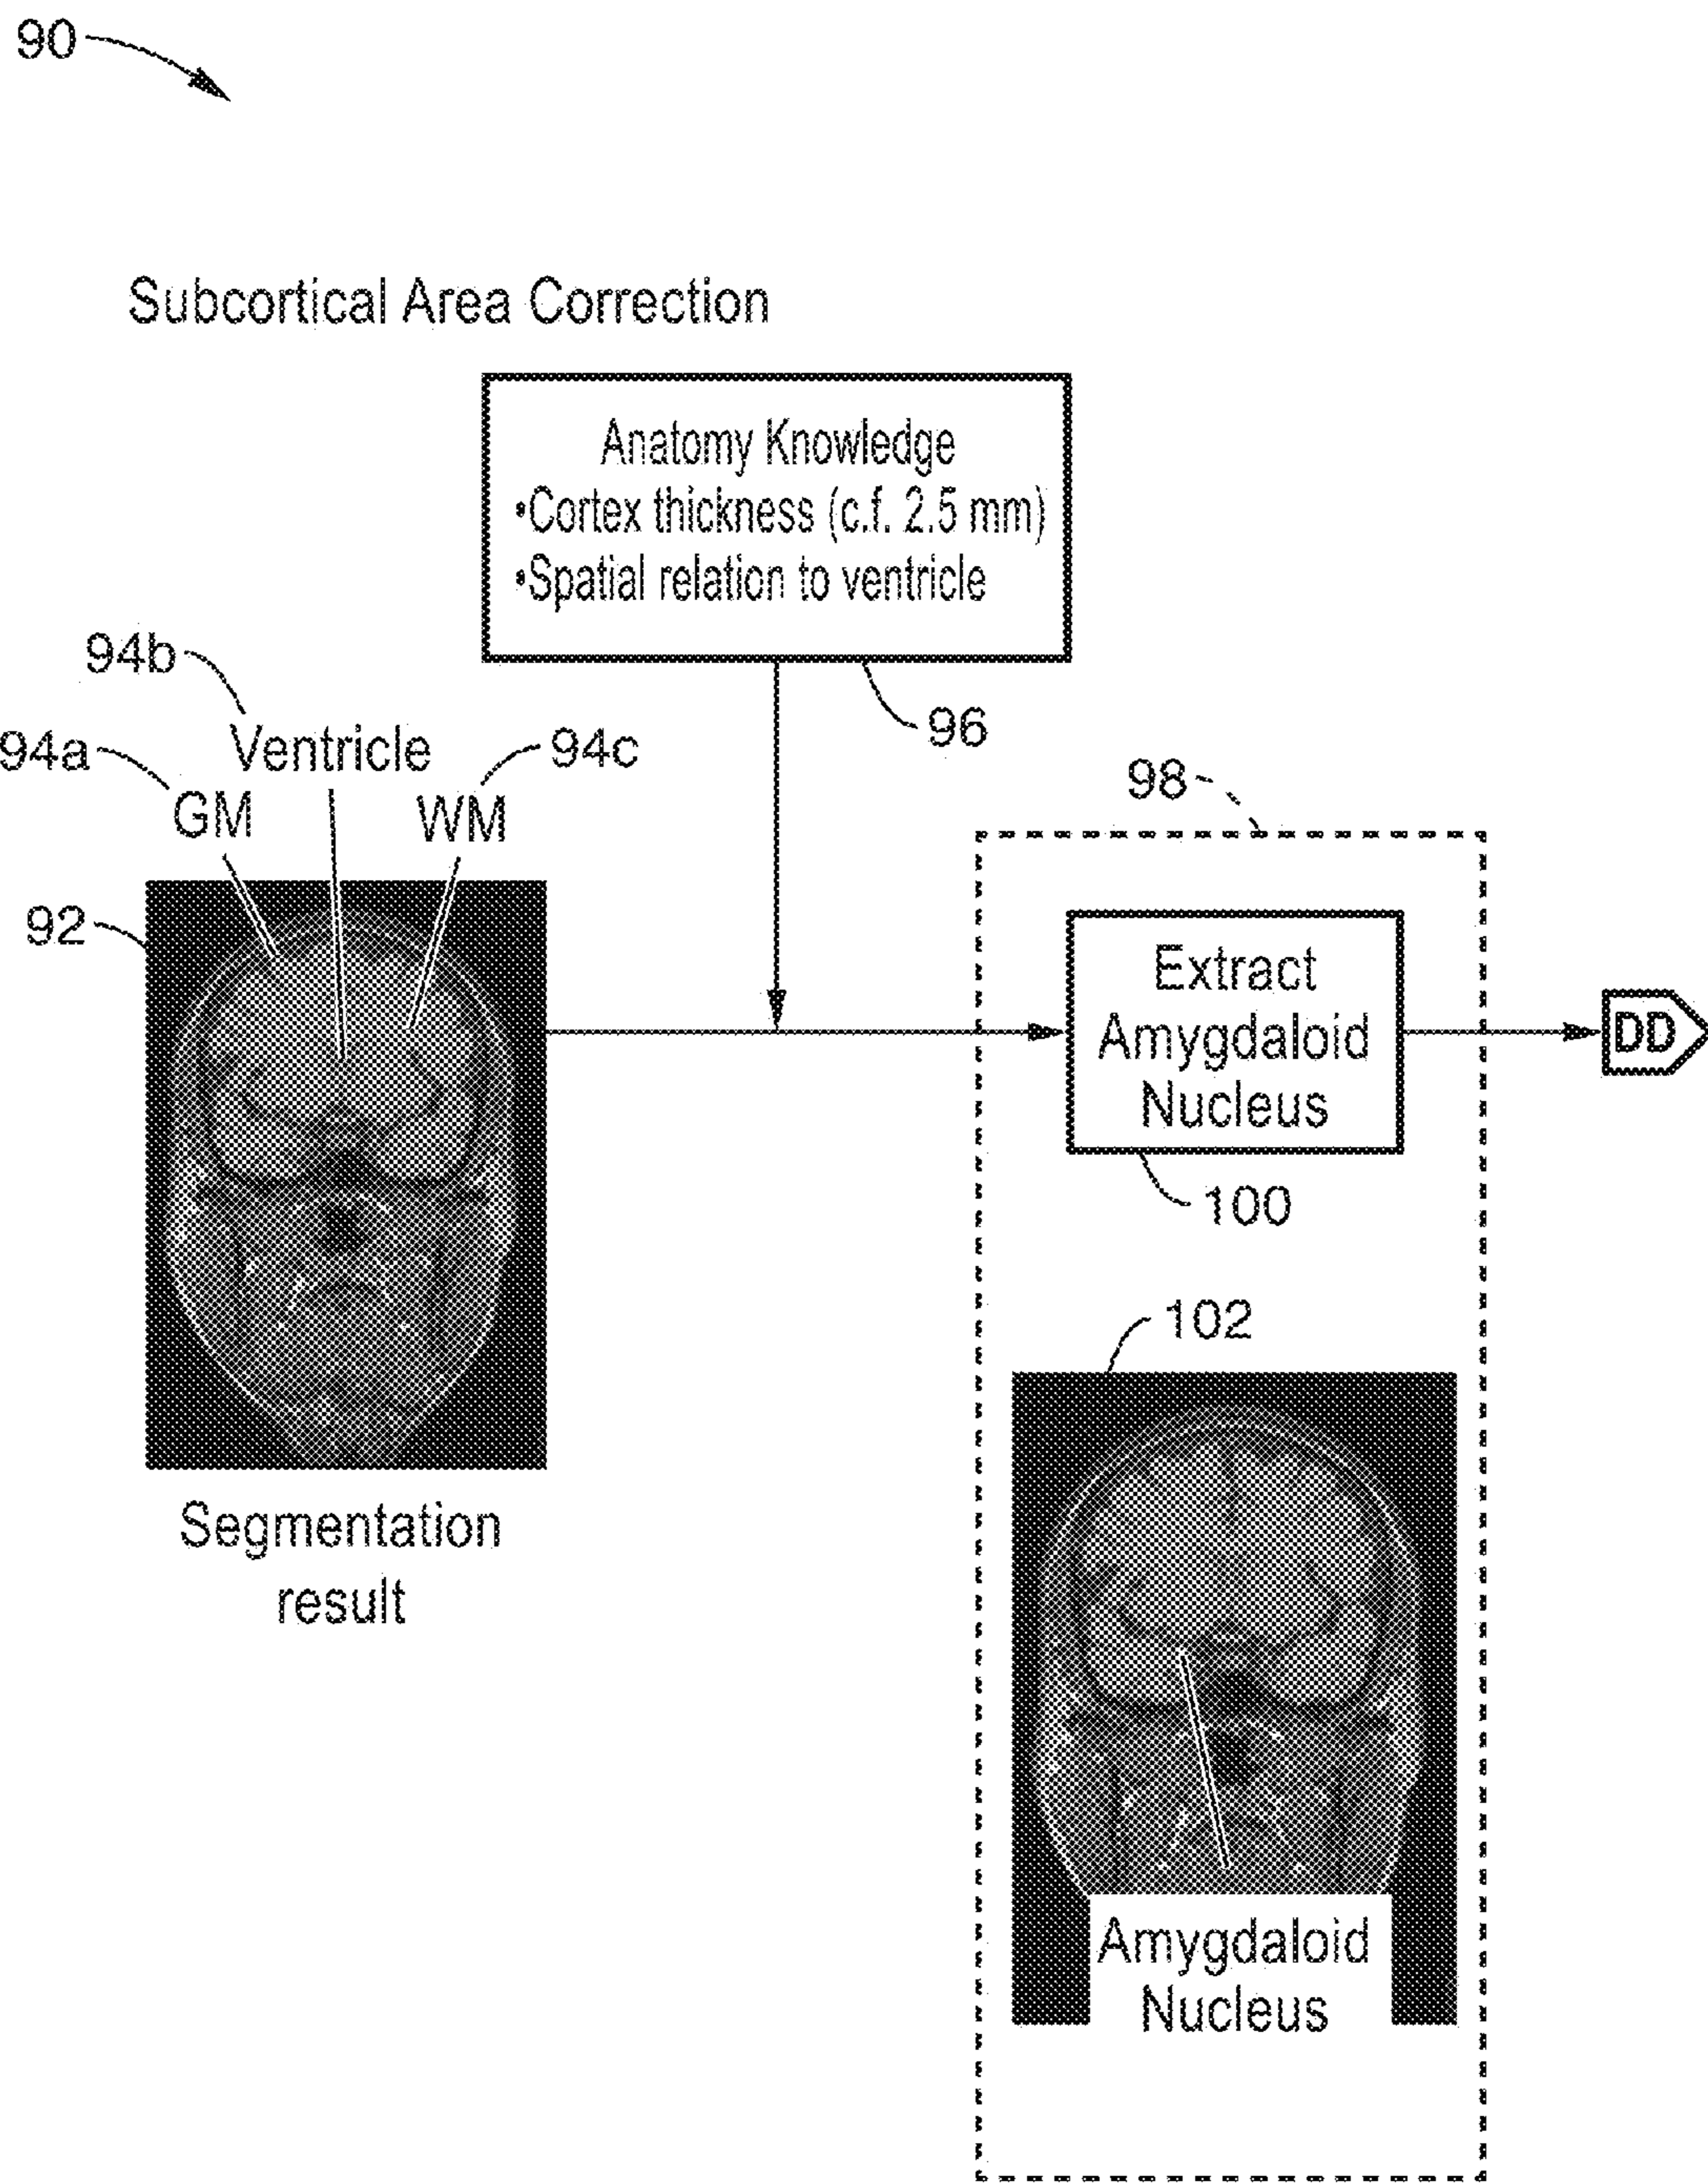 90
Subcortical Area Correction
Anatomy Knowledge
•Cortex thickness (c.f. 2.5 mm)
•Spatial relation to ventricle
96
94b
94a
Ventricle
94c
GM
WM
92
98
Extract
Amygdaloid
Nucleus
DD
100
102
Segmentation
result
Amygdaloid
Nucleus